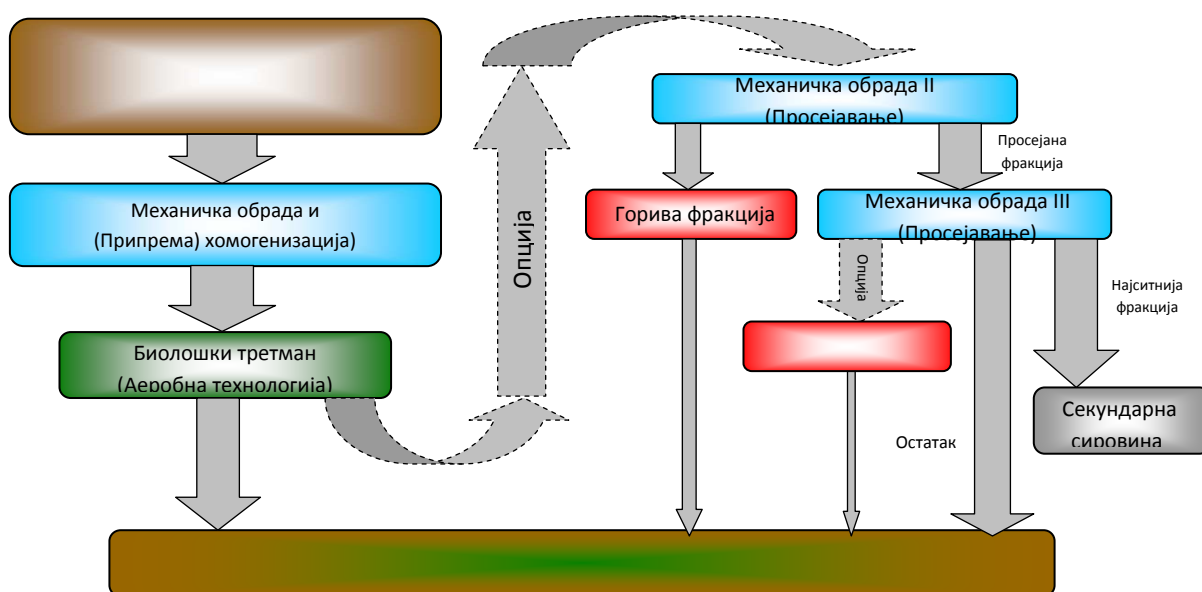 Механичка обрада и
(Припрема) хомогенизација)
Биолошки третман
(Аеробна технологија)
Опција
Механичка обрада II
(Просејавање)
Просејана
фракција
Горива фракција
Механичка обрада III
(Просејавање)
Опција
Најситнија
фракција
Остатак
Секундарна
сировина